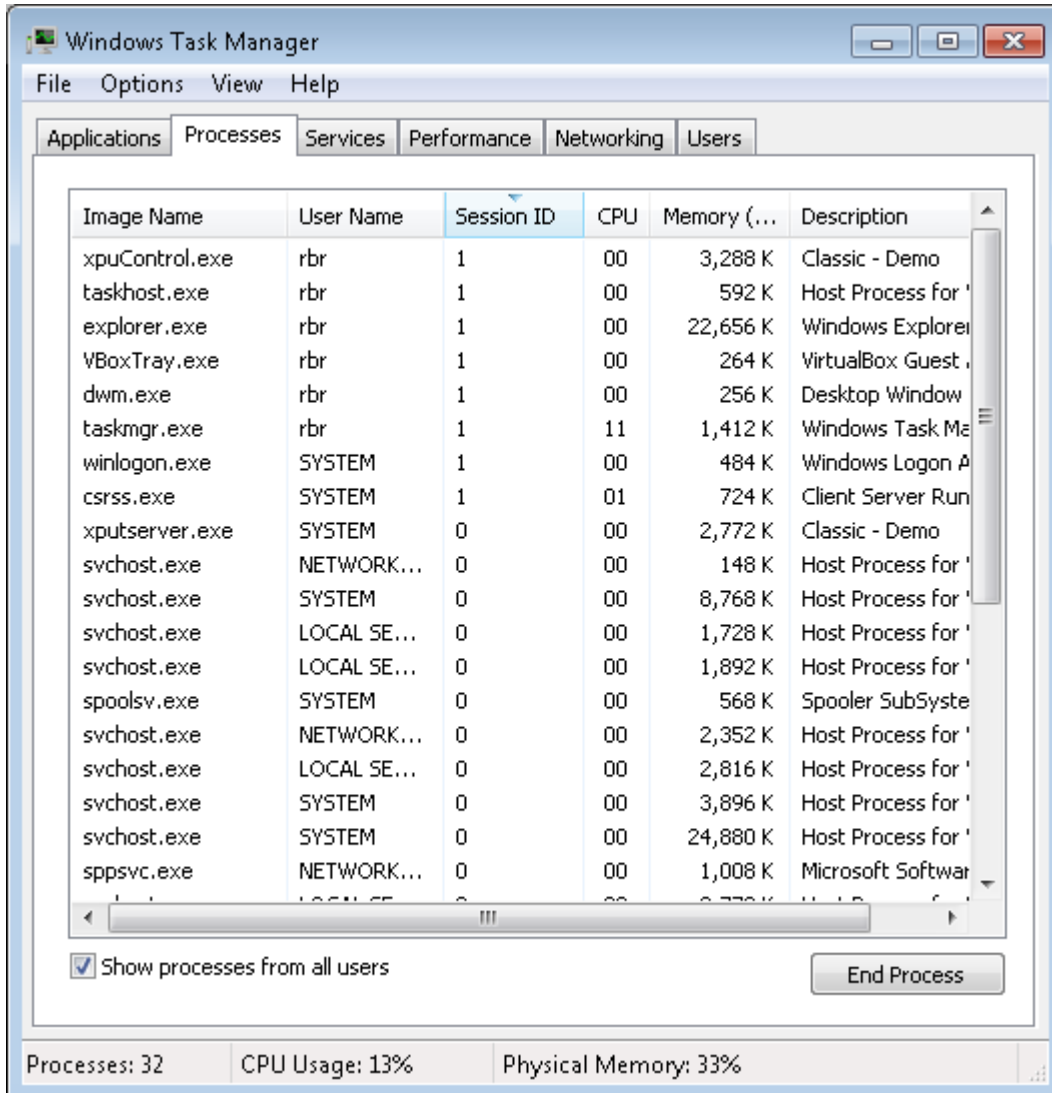 Windows Task Manager
File Options View Help
Applications Processes Services Performance Networking Users
Image Name User Name Session ID CPU Memory (... Description
xpuControl.exe rbr 1 00 3,288 K Classic - Demo
taskhost.exe rbr 1 00 592 K Host Process for '
explorer.exe rbr 1 00 22,656 K Windows Explorer
VBoxTray.exe rbr 1 00 264 K VirtualBox Guest .
dwm.exe rbr 1 00 256 K Desktop Window
taskmgr.exe rbr 1 11 1,412 K Windows Task Ma
winlogon.exe SYSTEM 1 00 484 K Windows Logon A
csrss.exe SYSTEM 1 01 724 K Client Server Run
xputserver.exe SYSTEM 0 00 2,772 K Classic - Demo
svchost.exe NETWORK... 0 00 148 K Host Process for '
svchost.exe SYSTEM 0 00 8,768 K Host Process for '
svchost.exe LOCAL SE... 0 00 1,728 K Host Process for '
svchost.exe LOCAL SE... 0 00 1,892 K Host Process for '
spoolsv.exe SYSTEM 0 00 568 K Spooler SubSyste
svchost.exe NETWORK... 0 00 2,352 K Host Process for '
svchost.exe LOCAL SE... 0 00 2,816 K Host Process for '
svchost.exe SYSTEM 0 00 3,896 K Host Process for '
svchost.exe SYSTEM 0 00 24,880 K Host Process for '
sppsvc.exe NETWORK... 0 00 1,008 K Microsoft Softwar
Show processes from all users
End Process
Processes: 32 CPU Usage: 13% Physical Memory: 33%